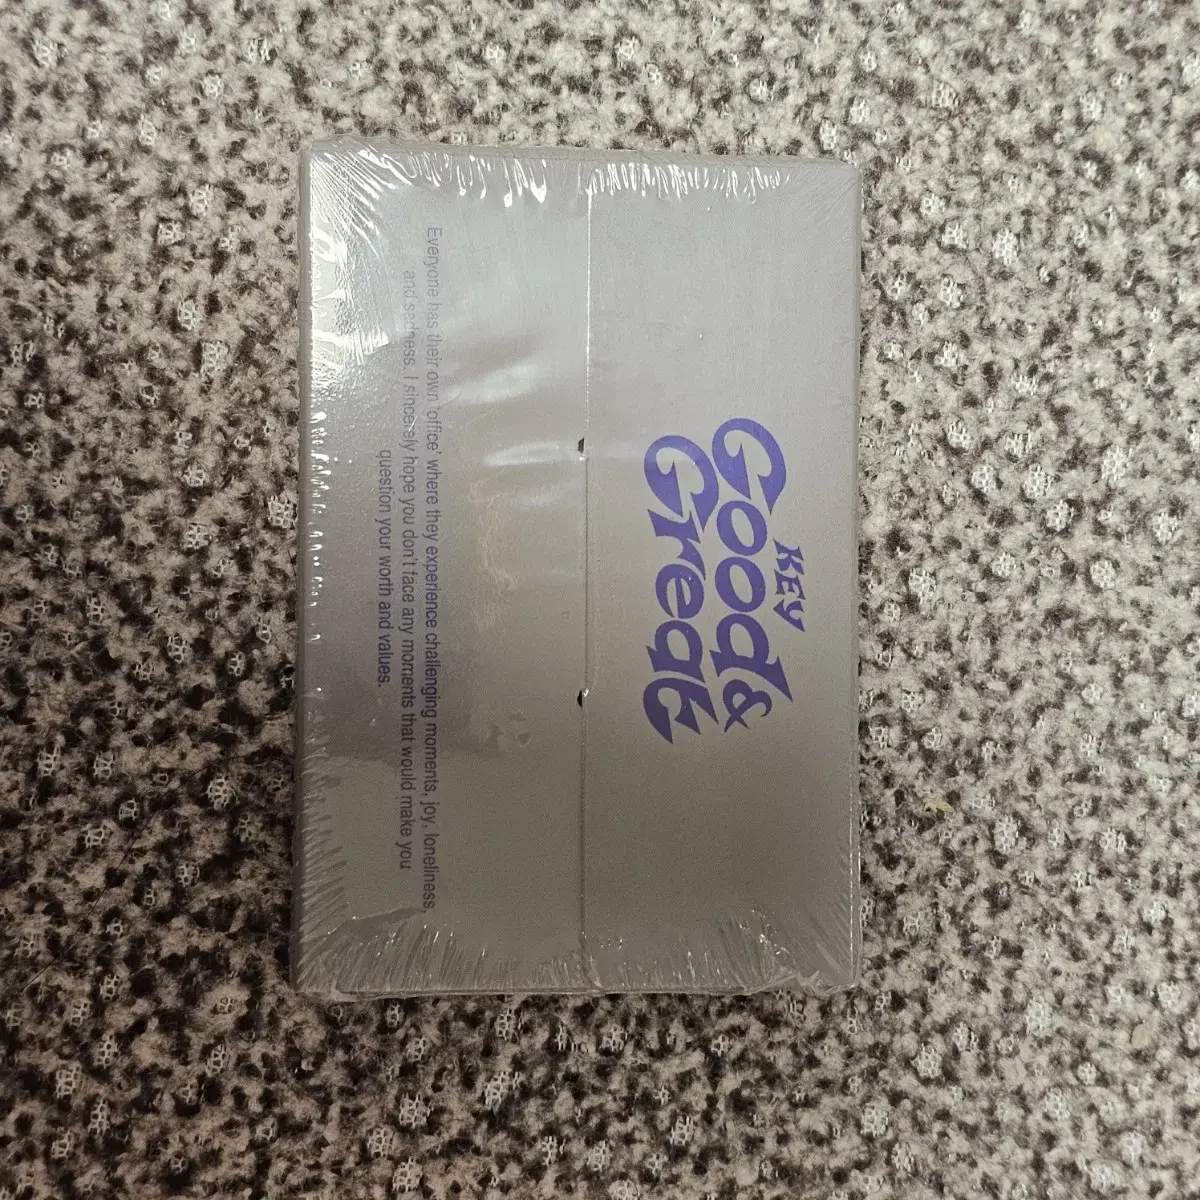 KEY
Good &
Great
Everyone has their own 'office' where they experience challenging moments, joy, loneliness,
and sadness. I sincerely hope you don't face any moments that would make you
question your worth and values.